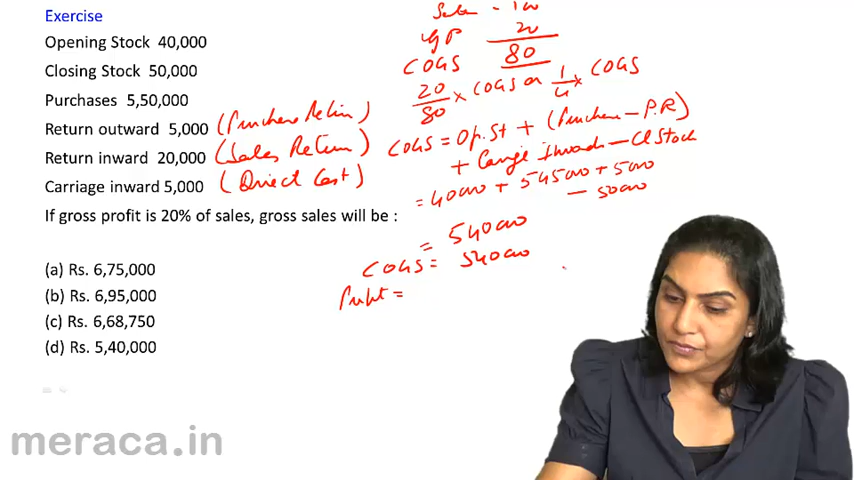 Exercise
Opening Stock 40,000
Closing Stock 50,000
Purchases 5,50,000
Return outward 5,000 (Purchase Return)
Return inward 20,000 (Sales Return)
Carriage inward 5,000 (Direct Cost)
If gross profit is 20% of sales, gross sales will be :
(a) Rs. 6,75,000
(b) Rs. 6,95,000
(c) Rs. 6,68,750
(d) Rs. 5,40,000
Sales - 100
GP 20
COGS 80
20/80 × COGS or 1/4 × COGS
COGS = Op. St + (Purchase - P.R)
+ Carriage Inward - Cl Stock
= 40000 + 545000 + 5000
- 50000
= 540000
COGS = 540000
Profit =
meraca.in